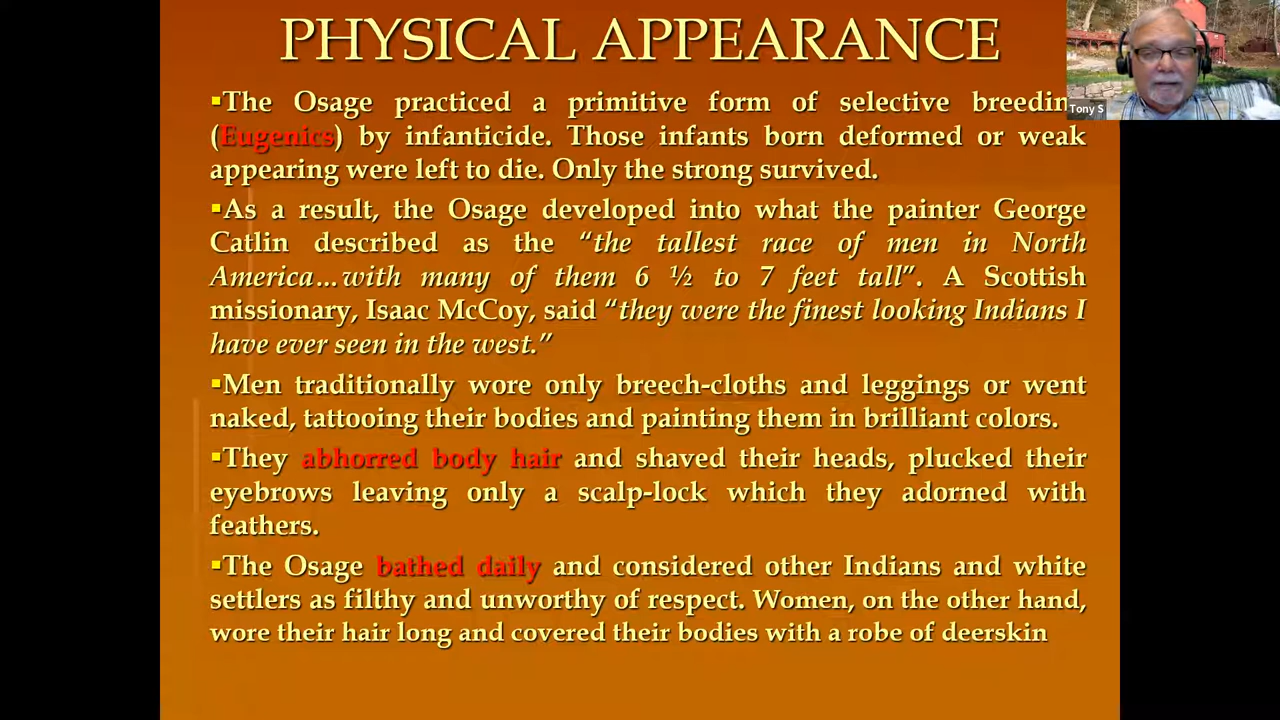 PHYSICAL APPEARANCE
▪The Osage practiced a primitive form of selective breedin
(Eugenics) by infanticide. Those infants born deformed or weak
appearing were left to die. Only the strong survived.
▪As a result, the Osage developed into what the painter George
Catlin described as the “the tallest race of men in North
America…with many of them 6 ½ to 7 feet tall”. A Scottish
missionary, Isaac McCoy, said “they were the finest looking Indians I
have ever seen in the west.”
▪Men traditionally wore only breech-cloths and leggings or went
naked, tattooing their bodies and painting them in brilliant colors.
▪They abhorred body hair and shaved their heads, plucked their
eyebrows leaving only a scalp-lock which they adorned with
feathers.
▪The Osage bathed daily and considered other Indians and white
settlers as filthy and unworthy of respect. Women, on the other hand,
wore their hair long and covered their bodies with a robe of deerskin
Tony S